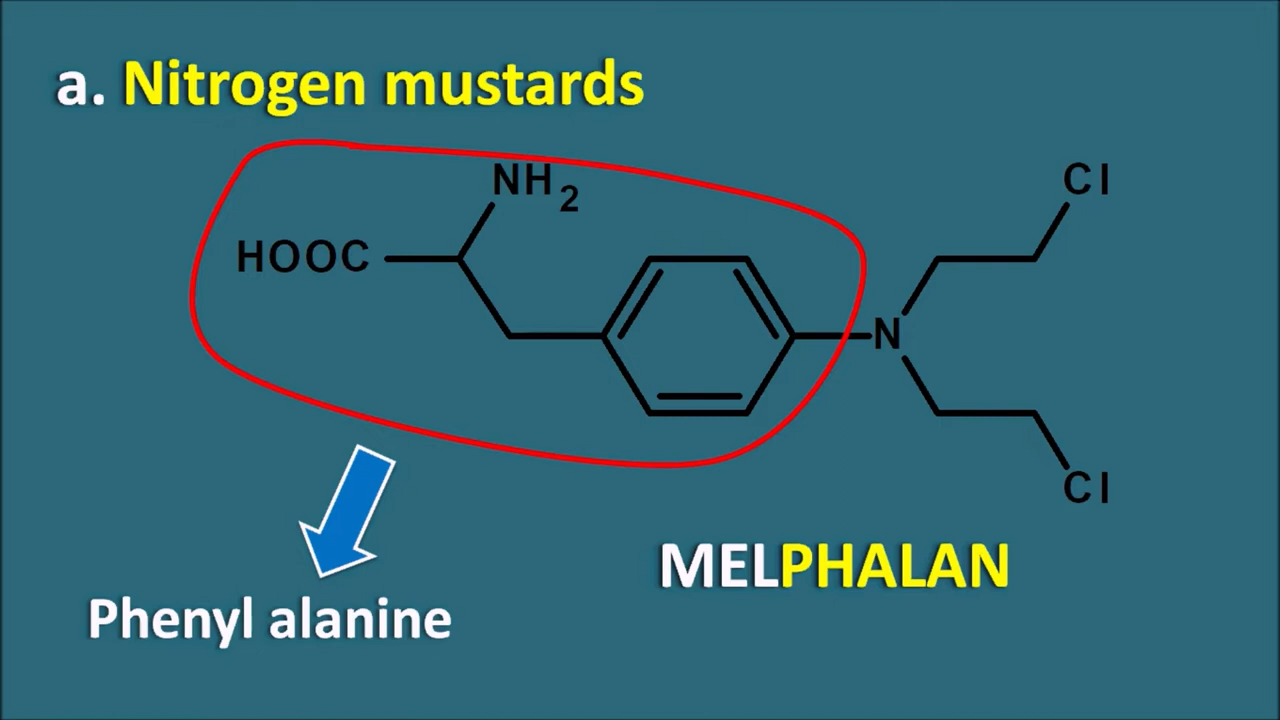 a. Nitrogen mustards
NH2
Cl
HOOC
N
Cl
MELPHALAN
Phenyl alanine